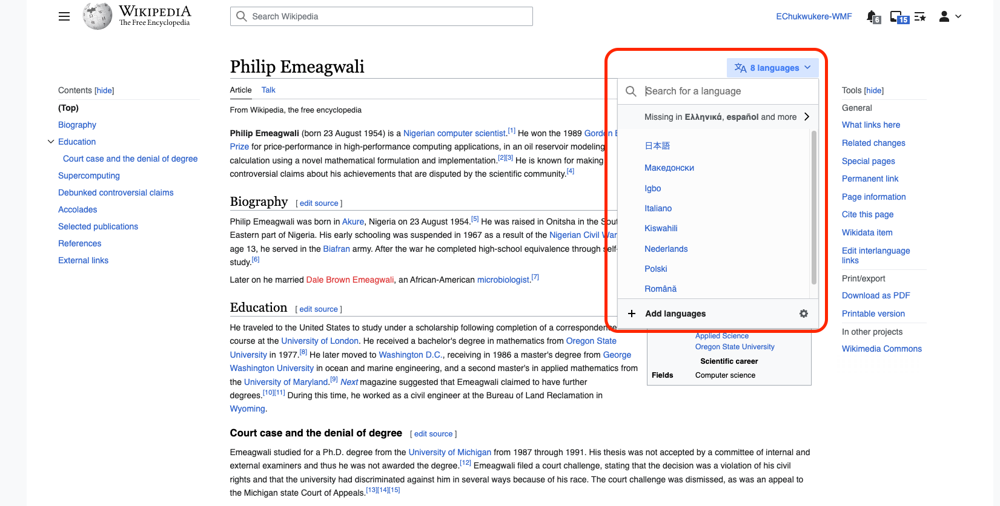 WIKIPEDIA
The Free Encyclopedia
Search Wikipedia
EChukwukere-WMF
6
15
Philip Emeagwali
8 languages
Contents [hide]
(Top)
Biography
Education
Court case and the denial of degree
Supercomputing
Debunked controversial claims
Accolades
Selected publications
References
External links
Article Talk
From Wikipedia, the free encyclopedia
Philip Emeagwali (born 23 August 1954) is a Nigerian computer scientist.[1] He won the 1989 Gordon
Prize for price-performance in high-performance computing applications, in an oil reservoir modeling
calculation using a novel mathematical formulation and implementation.[2][3] He is known for making
controversial claims about his achievements that are disputed by the scientific community.[4]
Biography [ edit source ]
Philip Emeagwali was born in Akure, Nigeria on 23 August 1954.[5] He was raised in Onitsha in the
Eastern part of Nigeria. His early schooling was suspended in 1967 as a result of the Nigerian Civil War
age 13, he served in the Biafran army. After the war he completed high-school equivalence through self-
study.[6]
Later on he married Dale Brown Emeagwali, an African-American microbiologist.[7]
Education [ edit source ]
He traveled to the United States to study under a scholarship following completion of a correspondence
course at the University of London. He received a bachelor's degree in mathematics from Oregon State
University in 1977.[8] He later moved to Washington D.C., receiving in 1986 a master's degree from George
Washington University in ocean and marine engineering, and a second master's in applied mathematics from
the University of Maryland.[9] Next magazine suggested that Emeagwali claimed to have further
degrees.[10][11] During this time, he worked as a civil engineer at the Bureau of Land Reclamation in
Wyoming.
Court case and the denial of degree [ edit source ]
Emeagwali studied for a Ph.D. degree from the University of Michigan from 1987 through 1991. His thesis was not accepted by a committee of internal and
external examiners and thus he was not awarded the degree.[12] Emeagwali filed a court challenge, stating that the decision was a violation of his civil
rights and that the university had discriminated against him in several ways because of his race. The court challenge was dismissed, as was an appeal to
the Michigan state Court of Appeals.[13][14][15]
Search for a language
Missing in Ελληνικά, español and more
日本語
Македонски
Igbo
Italiano
Kiswahili
Nederlands
Polski
Română
Add languages
Applied Science
Oregon State University
Scientific career
Fields Computer science
Tools [hide]
General
What links here
Related changes
Special pages
Permanent link
Page information
Cite this page
Wikidata item
Edit interlanguage
links
Print/export
Download as PDF
Printable version
In other projects
Wikimedia Commons